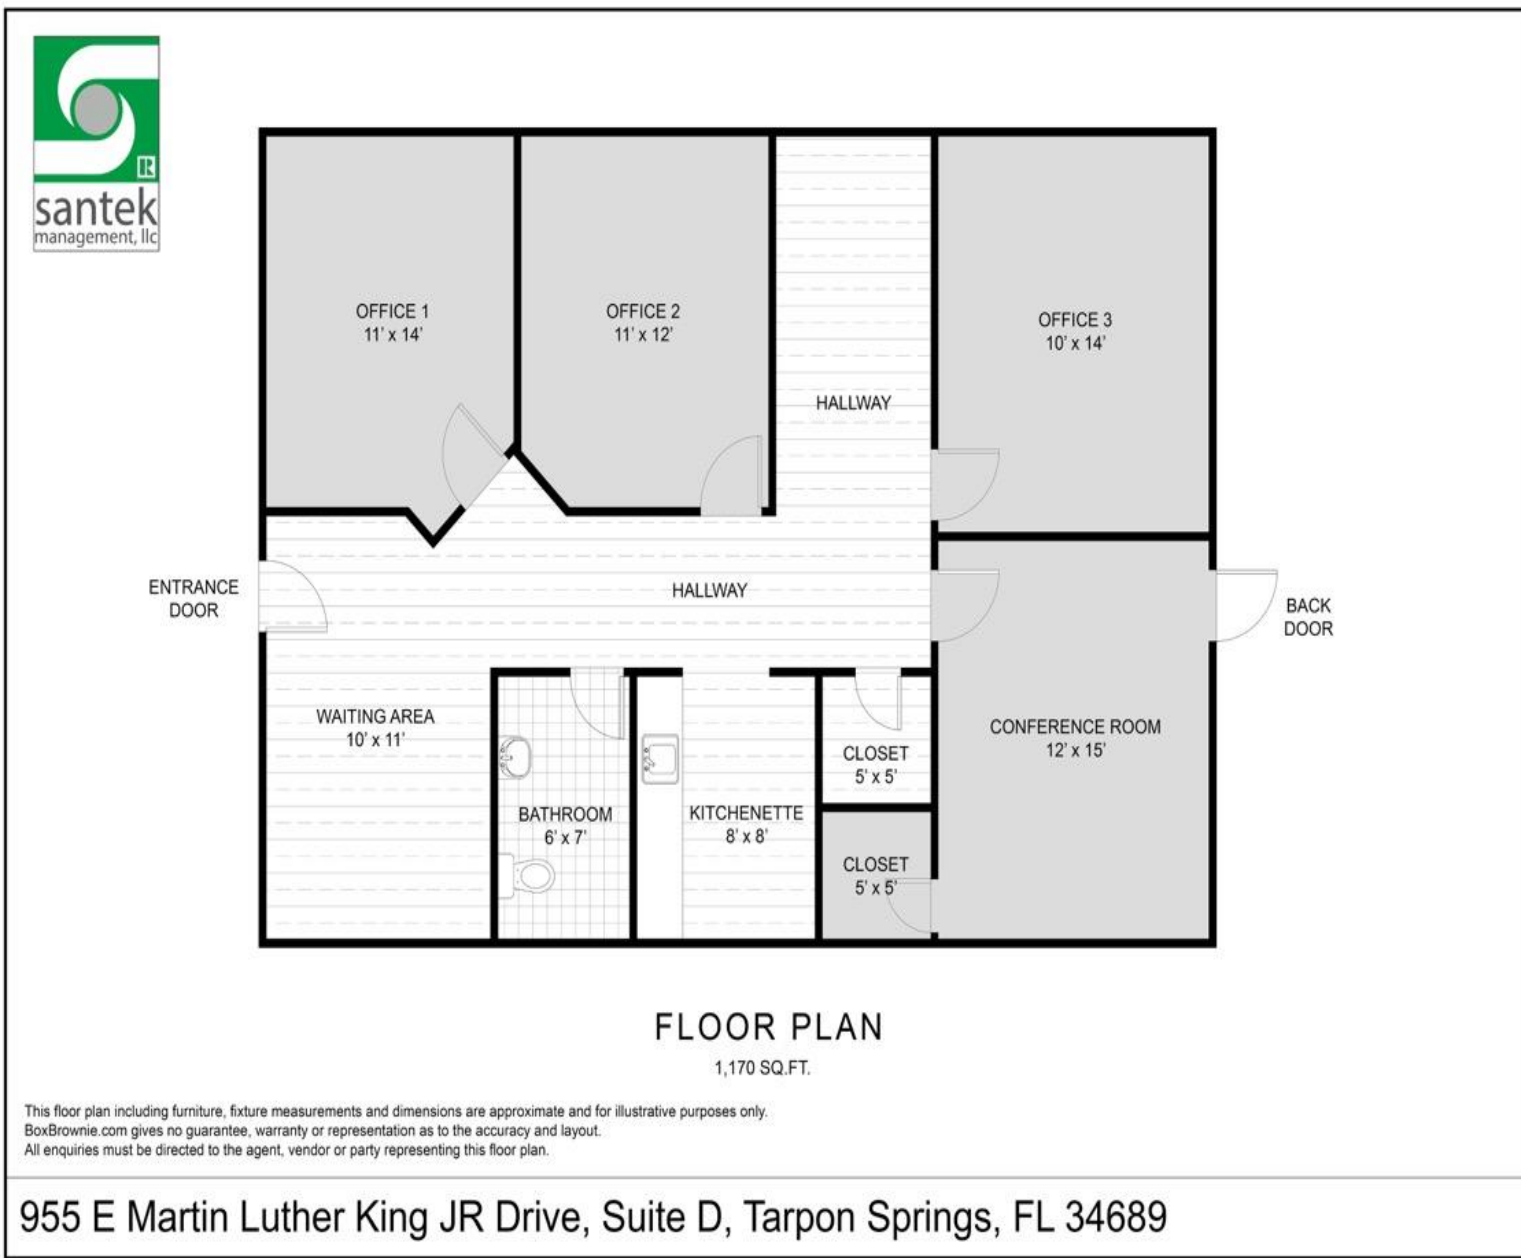 santek
management, llc
OFFICE 1
11' x 14'
OFFICE 2
11' x 12'
OFFICE 3
10' x 14'
HALLWAY
ENTRANCE
DOOR
HALLWAY
BACK
DOOR
WAITING AREA
10' x 11'
BATHROOM
6' x 7'
KITCHENETTE
8' x 8'
CLOSET
5' x 5'
CLOSET
5' x 5'
CONFERENCE ROOM
12' x 15'
FLOOR PLAN
1,170 SQ.FT.
This floor plan including furniture, fixture measurements and dimensions are approximate and for illustrative purposes only.
BoxBrownie.com gives no guarantee, warranty or representation as to the accuracy and layout.
All enquiries must be directed to the agent, vendor or party representing this floor plan.
955 E Martin Luther King JR Drive, Suite D, Tarpon Springs, FL 34689